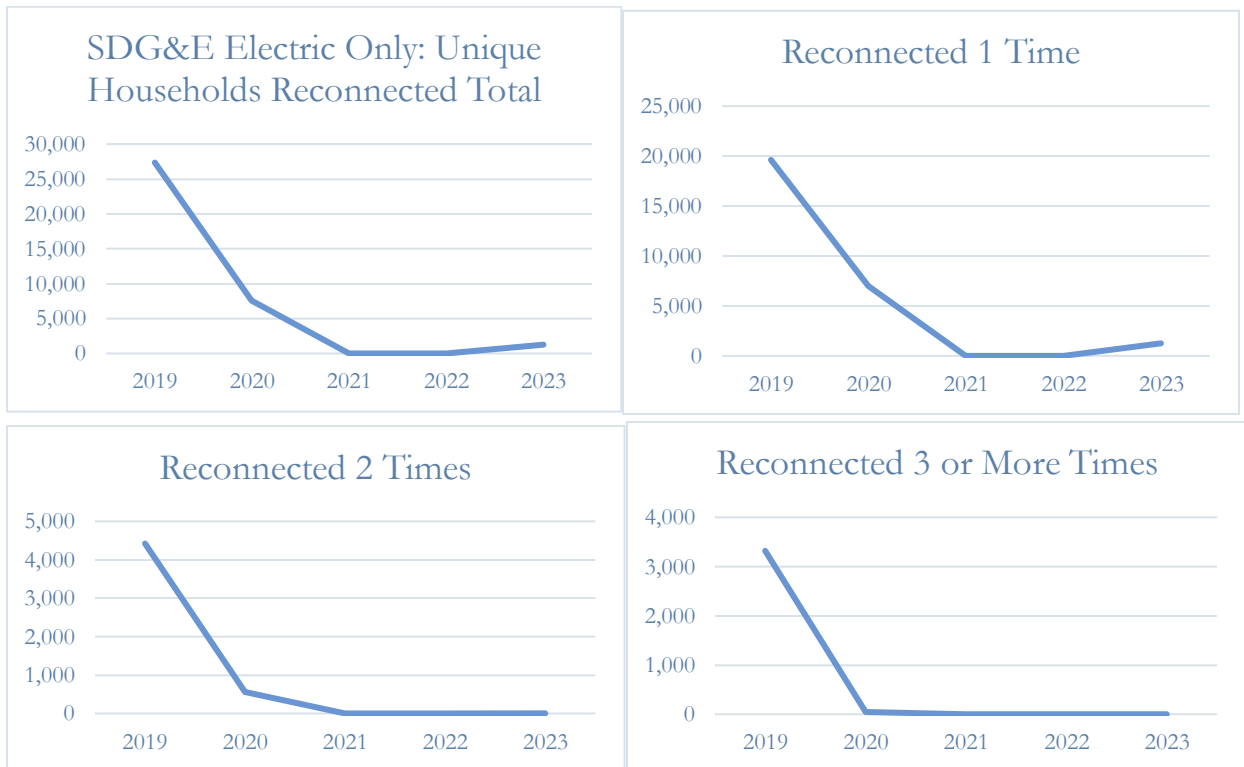 SDG&E Electric Only: Unique
Households Reconnected Total
30,000
25,000
20,000
15,000
10,000
5,000
0
2019 2020 2021 2022 2023
Reconnected 1 Time
25,000
20,000
15,000
10,000
5,000
0
2019 2020 2021 2022 2023
Reconnected 2 Times
5,000
4,000
3,000
2,000
1,000
0
2019 2020 2021 2022 2023
Reconnected 3 or More Times
4,000
3,000
2,000
1,000
0
2019 2020 2021 2022 2023